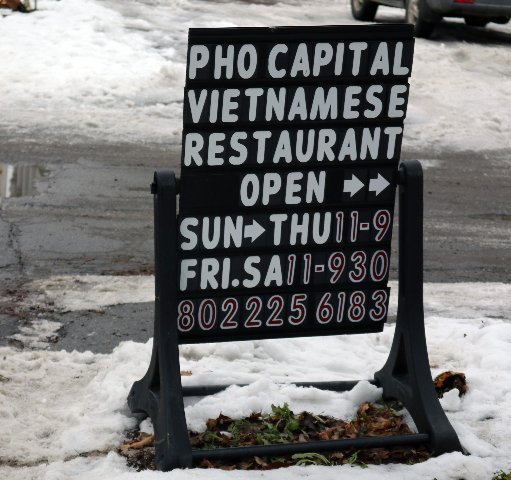 PHO CAPITAL
VIETNAMESE
RESTAURANT
OPEN →→
SUN→THU 11-9
FRI.SA 11-930
802 225 6183